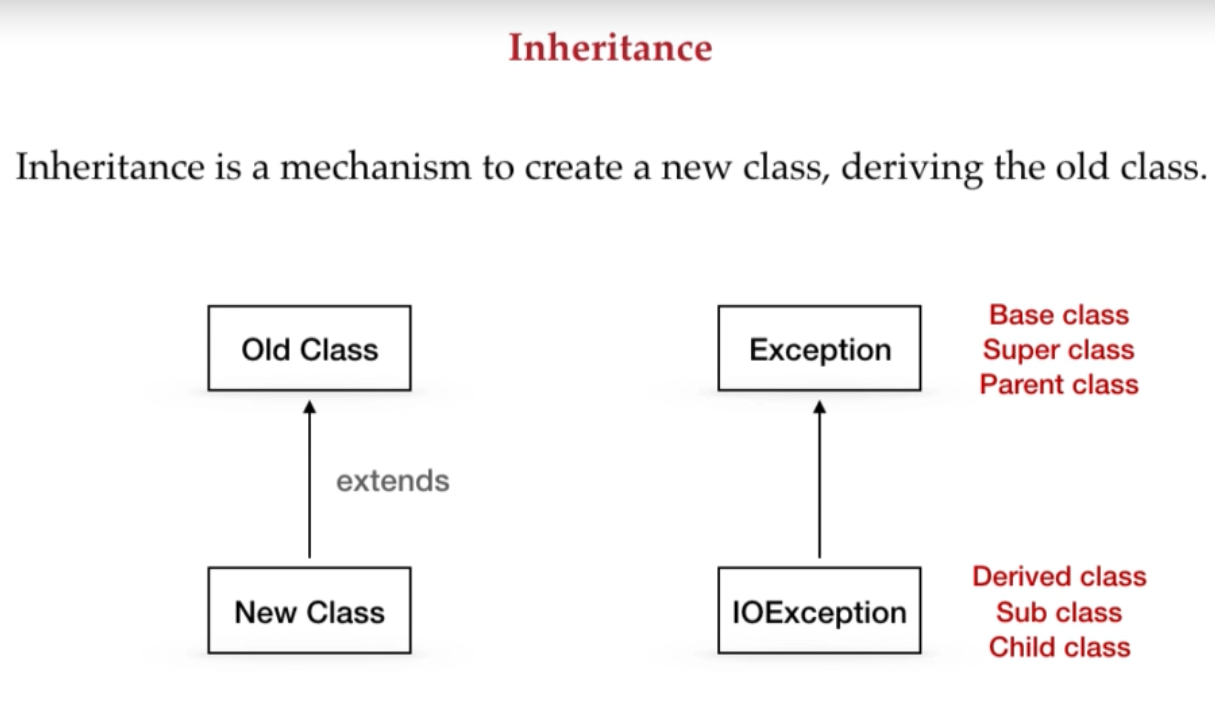 Inheritance
Inheritance is a mechanism to create a new class, deriving the old class.
Old Class
extends
New Class
Exception
Base class
Super class
Parent class
IOException
Derived class
Sub class
Child class